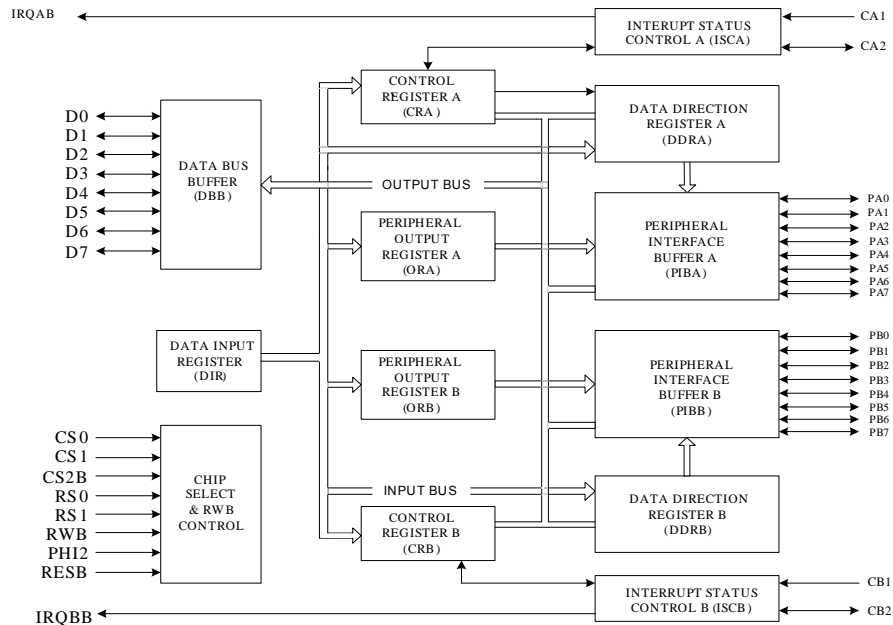 IRQAB
INTERUPT STATUS
CONTROL A (ISCA)
CA1
CA2
CONTROL
REGISTER A
(CRA)
DATA DIRECTION
REGISTER A
(DDRA)
D0
D1
D2
D3
D4
D5
D6
D7
DATA BUS
BUFFER
(DBB)
OUTPUT BUS
PERIPHERAL
OUTPUT
REGISTER A
(ORA)
PERIPHERAL
INTERFACE
BUFFER A
(PIBA)
PA0
PA1
PA2
PA3
PA4
PA5
PA6
PA7
DATA INPUT
REGISTER
(DIR)
PERIPHERAL
OUTPUT
REGISTER B
(ORB)
PERIPHERAL
INTERFACE
BUFFER B
(PIBB)
PB0
PB1
PB2
PB3
PB4
PB5
PB6
PB7
CS0
CS1
CS2B
RS0
RS1
RWB
PHI2
RESB
CHIP
SELECT
& RWB
CONTROL
INPUT BUS
CONTROL
REGISTER B
(CRB)
DATA DIRECTION
REGISTER B
(DDRB)
IRQBB
INTERRUPT STATUS
CONTROL B (ISCB)
CB1
CB2